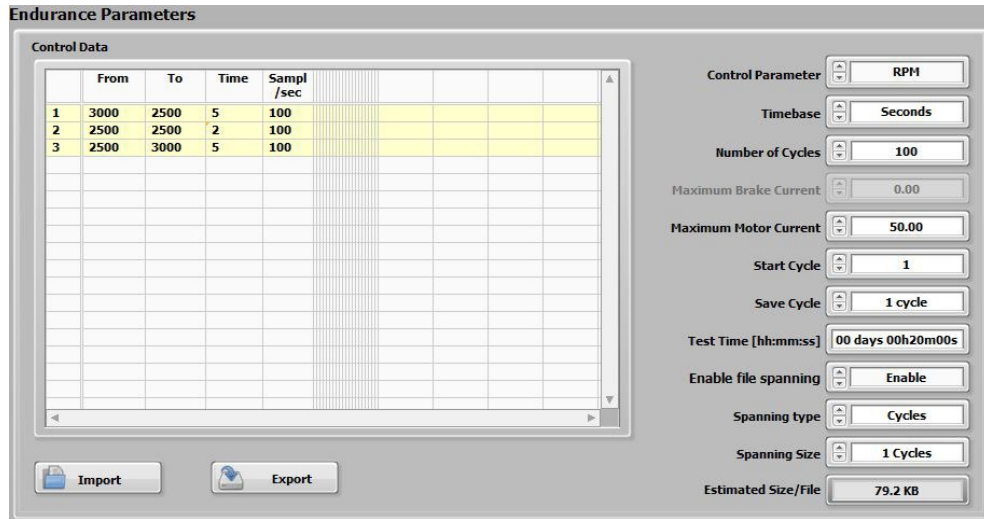 Endurance Parameters
Control Data
From To Time Sampl
/sec
1 3000 2500 5 100
2 2500 2500 2 100
3 2500 3000 5 100
Import
Export
Control Parameter RPM
Timebase Seconds
Number of Cycles 100
Maximum Brake Current 0.00
Maximum Motor Current 50.00
Start Cycle 1
Save Cycle 1 cycle
Test Time [hh:mm:ss] 00 days 00h20m00s
Enable file spanning Enable
Spanning type Cycles
Spanning Size 1 Cycles
Estimated Size/File 79.2 KB